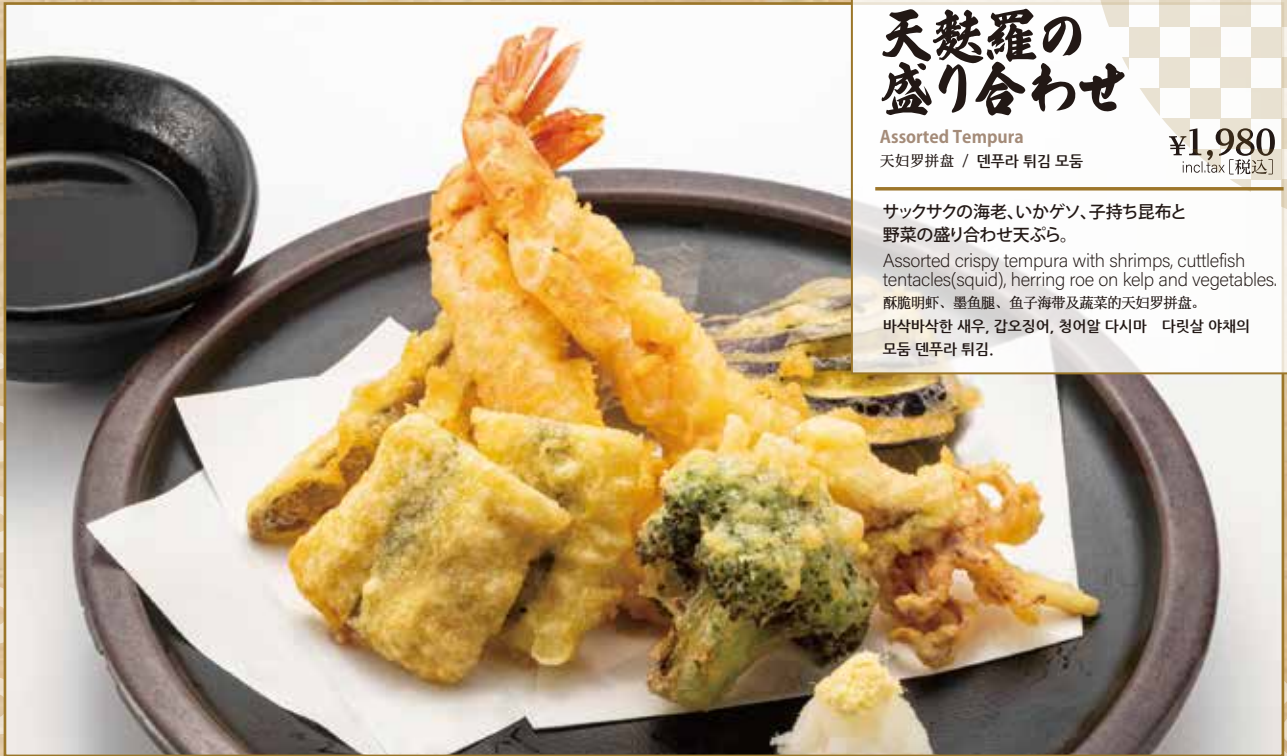 天麩羅の
盛り合わせ
Assorted Tempura
天妇罗拼盘 / 덴푸라 튀김 모둠
¥1,980
incl.tax [税込]
サックサクの海老、いかゲソ、子持ち昆布と
野菜の盛り合わせ天ぷら。
Assorted crispy tempura with shrimps, cuttlefish
tentacles(squid), herring roe on kelp and vegetables.
酥脆明虾、墨鱼腿、鱼子海带及蔬菜的天妇罗拼盘。
바삭바삭한 새우, 갑오징어, 청어알 다시마 다릿살 야채의
모둠 덴푸라 튀김.